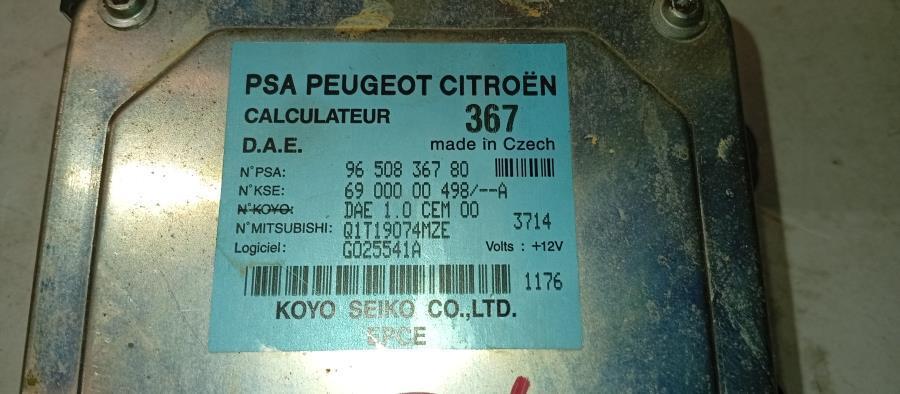 PSA PEUGEOT CITROËN
CALCULATEUR 367
D.A.E. made in Czech
N°PSA: 96 508 367 80
N°KSE: 69 000 00 498/--A
N°KOYO: DAE 1.0 CEM 00
N°MITSUBISHI: Q1T19074MZE 3714
Logiciel: G025541A Volts : +12V
1176
KOYO SEIKO CO.,LTD.
EPCE